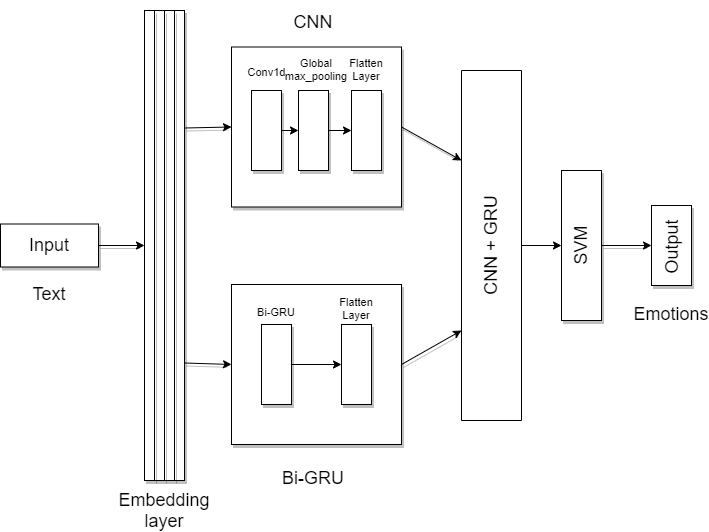 CNN
Conv1d
Global
max_pooling
Flatten
Layer
Input
Text
Embedding
layer
Bi-GRU
Flatten
Layer
Bi-GRU
CNN + GRU
SVM
Output
Emotions